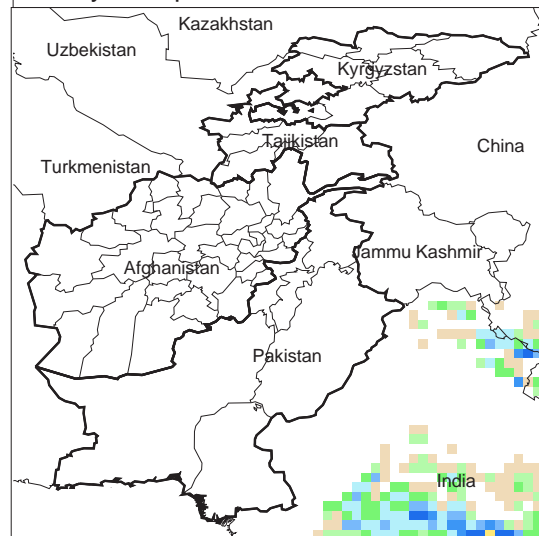 Kazakhstan
Uzbekistan
Kyrgyzstan
Tajikistan
China
Turkmenistan
Jammu Kashmir
Afghanistan
Pakistan
India